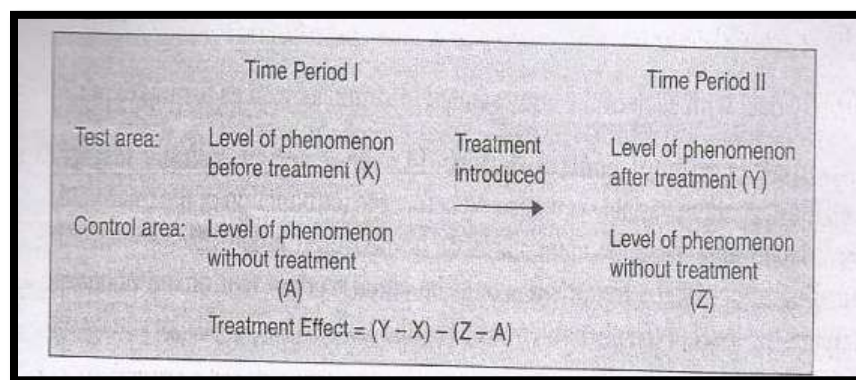 Time Period I Time Period II
Test area: Level of phenomenon Treatment Level of phenomenon
before treatment (X) introduced after treatment (Y)
Control area: Level of phenomenon Level of phenomenon
without treatment without treatment
(A) (Z)
Treatment Effect = (Y – X) – (Z – A)